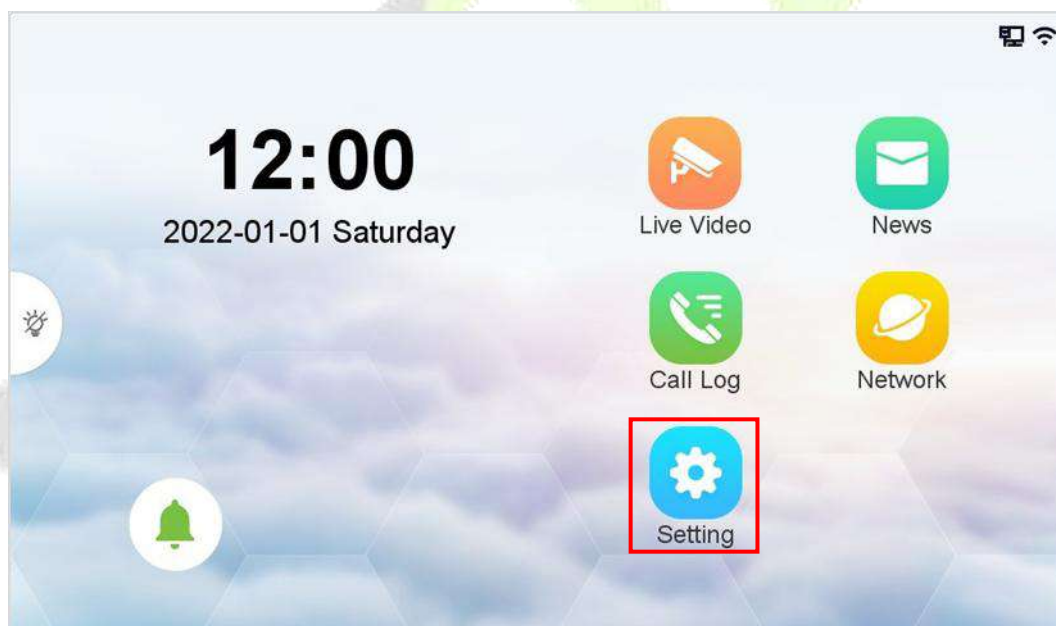 12:00
2022-01-01 Saturday
Live Video
News
Call Log
Network
Setting